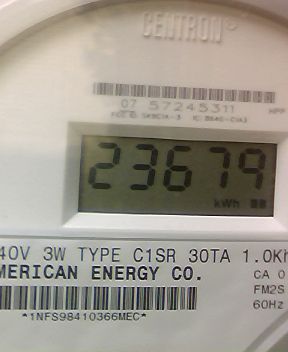 CENTRON®
07 57245311
23679
kWh
40V 3W TYPE C1SR 30TA 1.0Kh
MERICAN ENERGY CO.
CA 0
FM2S
60Hz
*1NFS98410366MEC*